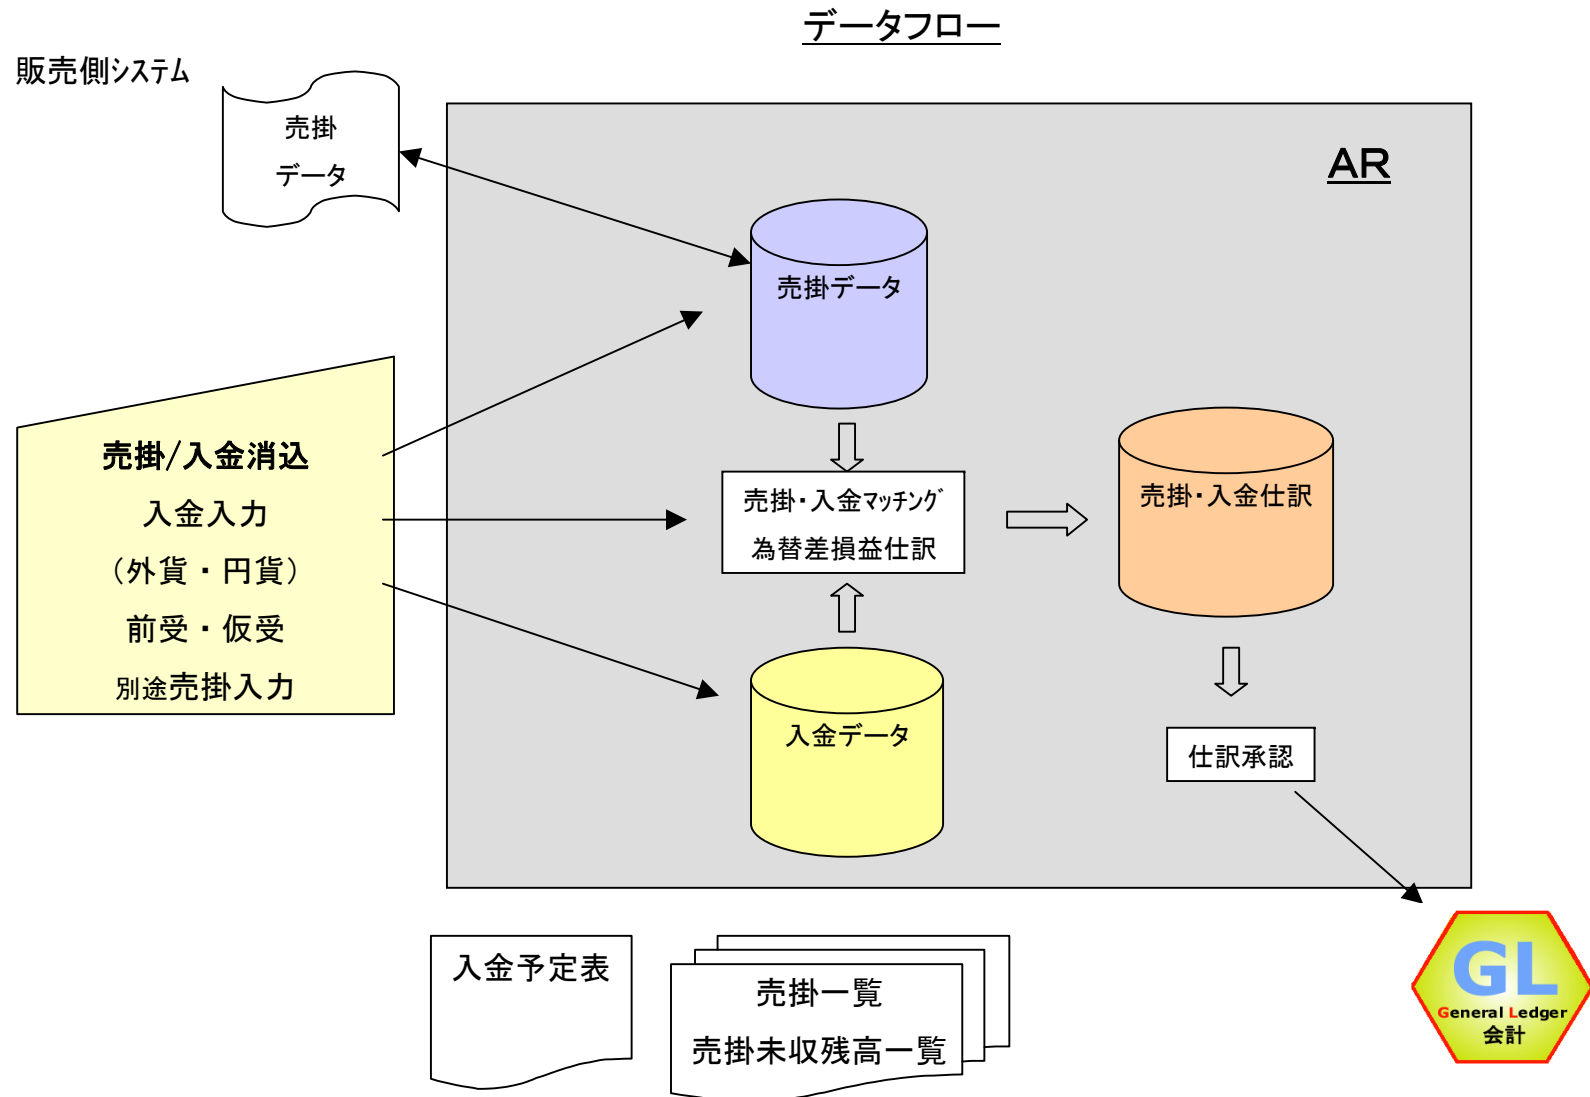 データフロー
販売側システム
売掛
データ
AR
売掛データ
売掛/入金消込
入金入力
（外貨・円貨）
前受・仮受
別途売掛入力
売掛・入金マッチング
為替差損益仕訳
売掛・入金仕訳
入金データ
仕訳承認
入金予定表
売掛一覧
売掛未収残高一覧
GL
General Ledger
会計